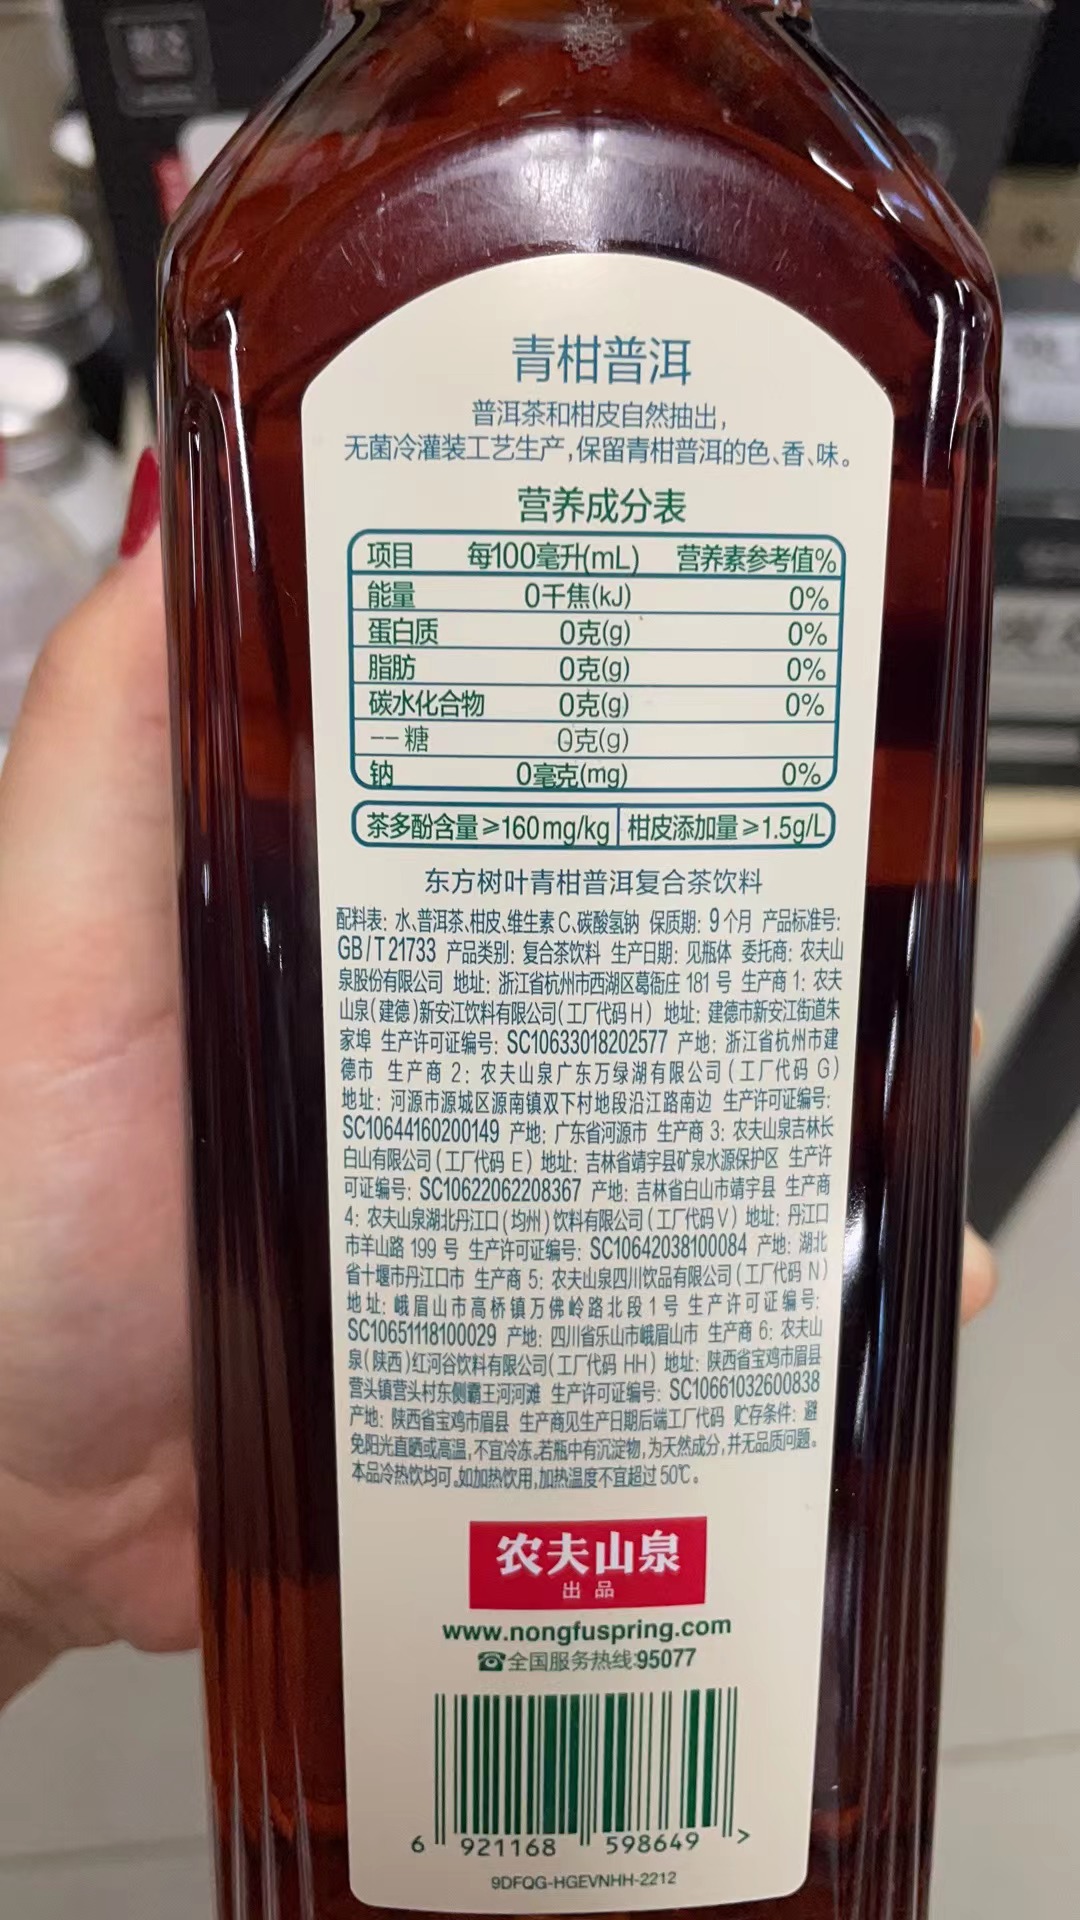 青柑普洱
普洱茶和柑皮自然抽出,
无菌冷灌装工艺生产,保留青柑普洱的色、香、味。
营养成分表
项目 每100毫升(mL) 营养素参考值%
能量 0千焦(kJ) 0%
蛋白质 0克(g) 0%
脂肪 0克(g) 0%
碳水化合物 0克(g) 0%
--糖 0克(g)
钠 0毫克(mg) 0%
茶多酚含量≥160mg/kg 柑皮添加量≥1.5g/L
东方树叶青柑普洱复合茶饮料
配料表: 水、普洱茶、柑皮、维生素C、碳酸氢钠 保质期: 9个月 产品标准号:
GB/T 21733 产品类别: 复合茶饮料 生产日期: 见瓶体 委托商: 农夫山
泉股份有限公司 地址: 浙江省杭州市西湖区葛衙庄181号 生产商1: 农夫
山泉(建德)新安江饮料有限公司(工厂代码H) 地址: 建德市新安江街道朱
家埠 生产许可证编号: SC10633018202577 产地: 浙江省杭州市建
德市 生产商2: 农夫山泉广东万绿湖有限公司(工厂代码G)
地址: 河源市源城区源南镇双下村地段沿江路南边 生产许可证编号:
SC10644160200149 产地: 广东省河源市 生产商3: 农夫山泉吉林长
白山有限公司(工厂代码E) 地址: 吉林省靖宇县矿泉水源保护区 生产许
可证编号: SC10622062208367 产地: 吉林省白山市靖宇县 生产商
4: 农夫山泉湖北丹江口(均州)饮料有限公司(工厂代码V) 地址: 丹江口
市羊山路199号 生产许可证编号: SC10642038100084 产地: 湖北
省十堰市丹江口市 生产商5: 农夫山泉四川饮品有限公司(工厂代码N)
地址: 峨眉山市高桥镇万佛岭路北段1号 生产许可证编号:
SC10651118100029 产地: 四川省乐山市峨眉山市 生产商6: 农夫山
泉(陕西)红河谷饮料有限公司(工厂代码HH) 地址: 陕西省宝鸡市眉县
营头镇营头村东侧霸王河河滩 生产许可证编号: SC10661032600838
产地: 陕西省宝鸡市眉县 生产商见生产日期后端工厂代码 贮存条件: 避
免阳光直晒或高温,不宜冷冻。若瓶中有沉淀物,为天然成分,并无品质问题。
本品冷热饮均可。如加热饮用,加热温度不宜超过50℃。
农夫山泉
出品
www.nongfuspring.com
☎全国服务热线:95077
6 921168 598649 >
9DFQG-HGEVNHH-2212